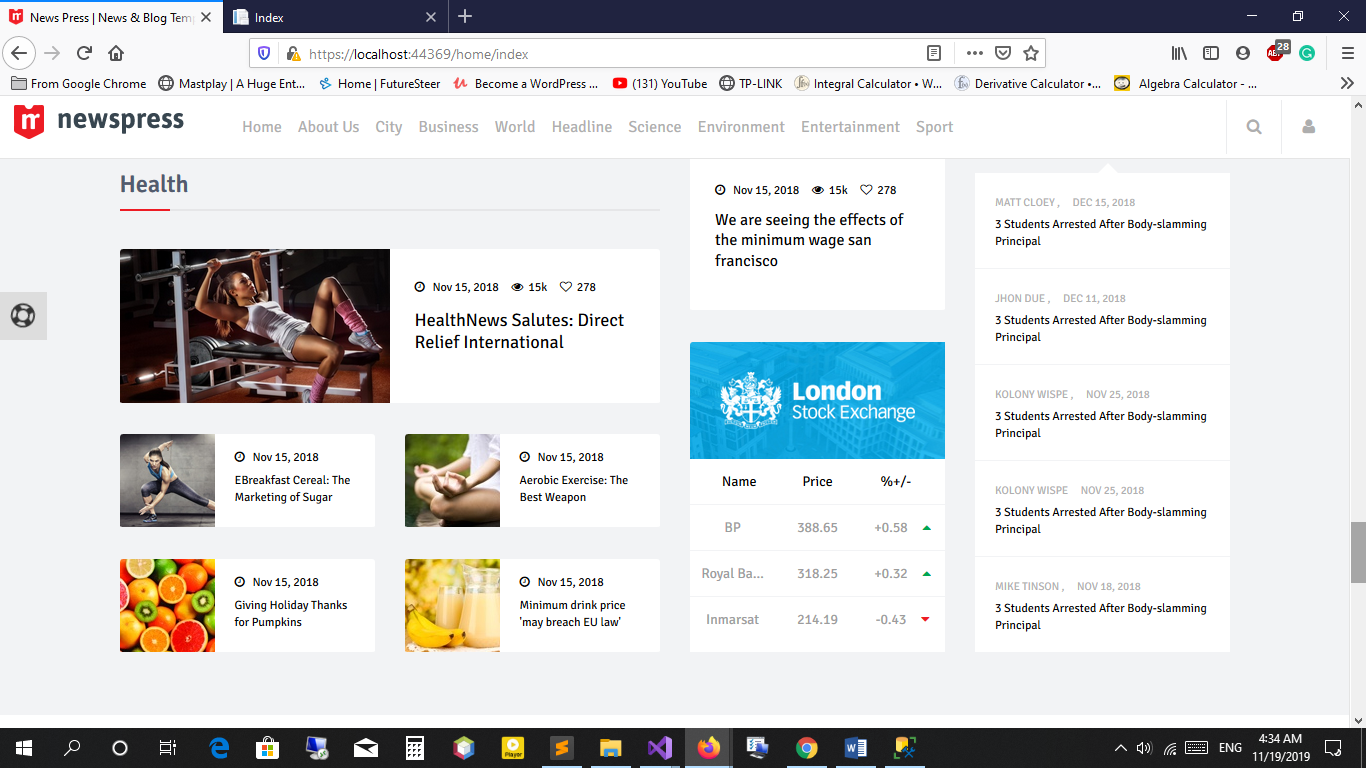 News Press | News & Blog Tem
Index
https://localhost:44369/home/index
28
From Google Chrome
Mastplay | A Huge Ent...
Home | FutureSteer
Become a WordPress ...
(131) YouTube
TP-LINK
Integral Calculator • W...
Derivative Calculator •...
Algebra Calculator - ...
newspress
Home
About Us
City
Business
World
Headline
Science
Environment
Entertainment
Sport
Health
Nov 15, 2018 15k 278
HealthNews Salutes: Direct
Relief International
Nov 15, 2018
EBreakfast Cereal: The
Marketing of Sugar
Nov 15, 2018
Aerobic Exercise: The
Best Weapon
Nov 15, 2018
Giving Holiday Thanks
for Pumpkins
Nov 15, 2018
Minimum drink price
'may breach EU law'
Nov 15, 2018 15k 278
We are seeing the effects of
the minimum wage san
francisco
London
Stock Exchange
Name Price %+/-
BP 388.65 +0.58
Royal Ba... 318.25 +0.32
Inmarsat 214.19 -0.43
MATT CLOEY , DEC 15, 2018
3 Students Arrested After Body-slamming
Principal
JHON DUE , DEC 11, 2018
3 Students Arrested After Body-slamming
Principal
KOLONY WISPE , NOV 25, 2018
3 Students Arrested After Body-slamming
Principal
KOLONY WISPE NOV 25, 2018
3 Students Arrested After Body-slamming
Principal
MIKE TINSON , NOV 18, 2018
3 Students Arrested After Body-slamming
Principal
Player
ENG
4:34 AM
11/19/2019